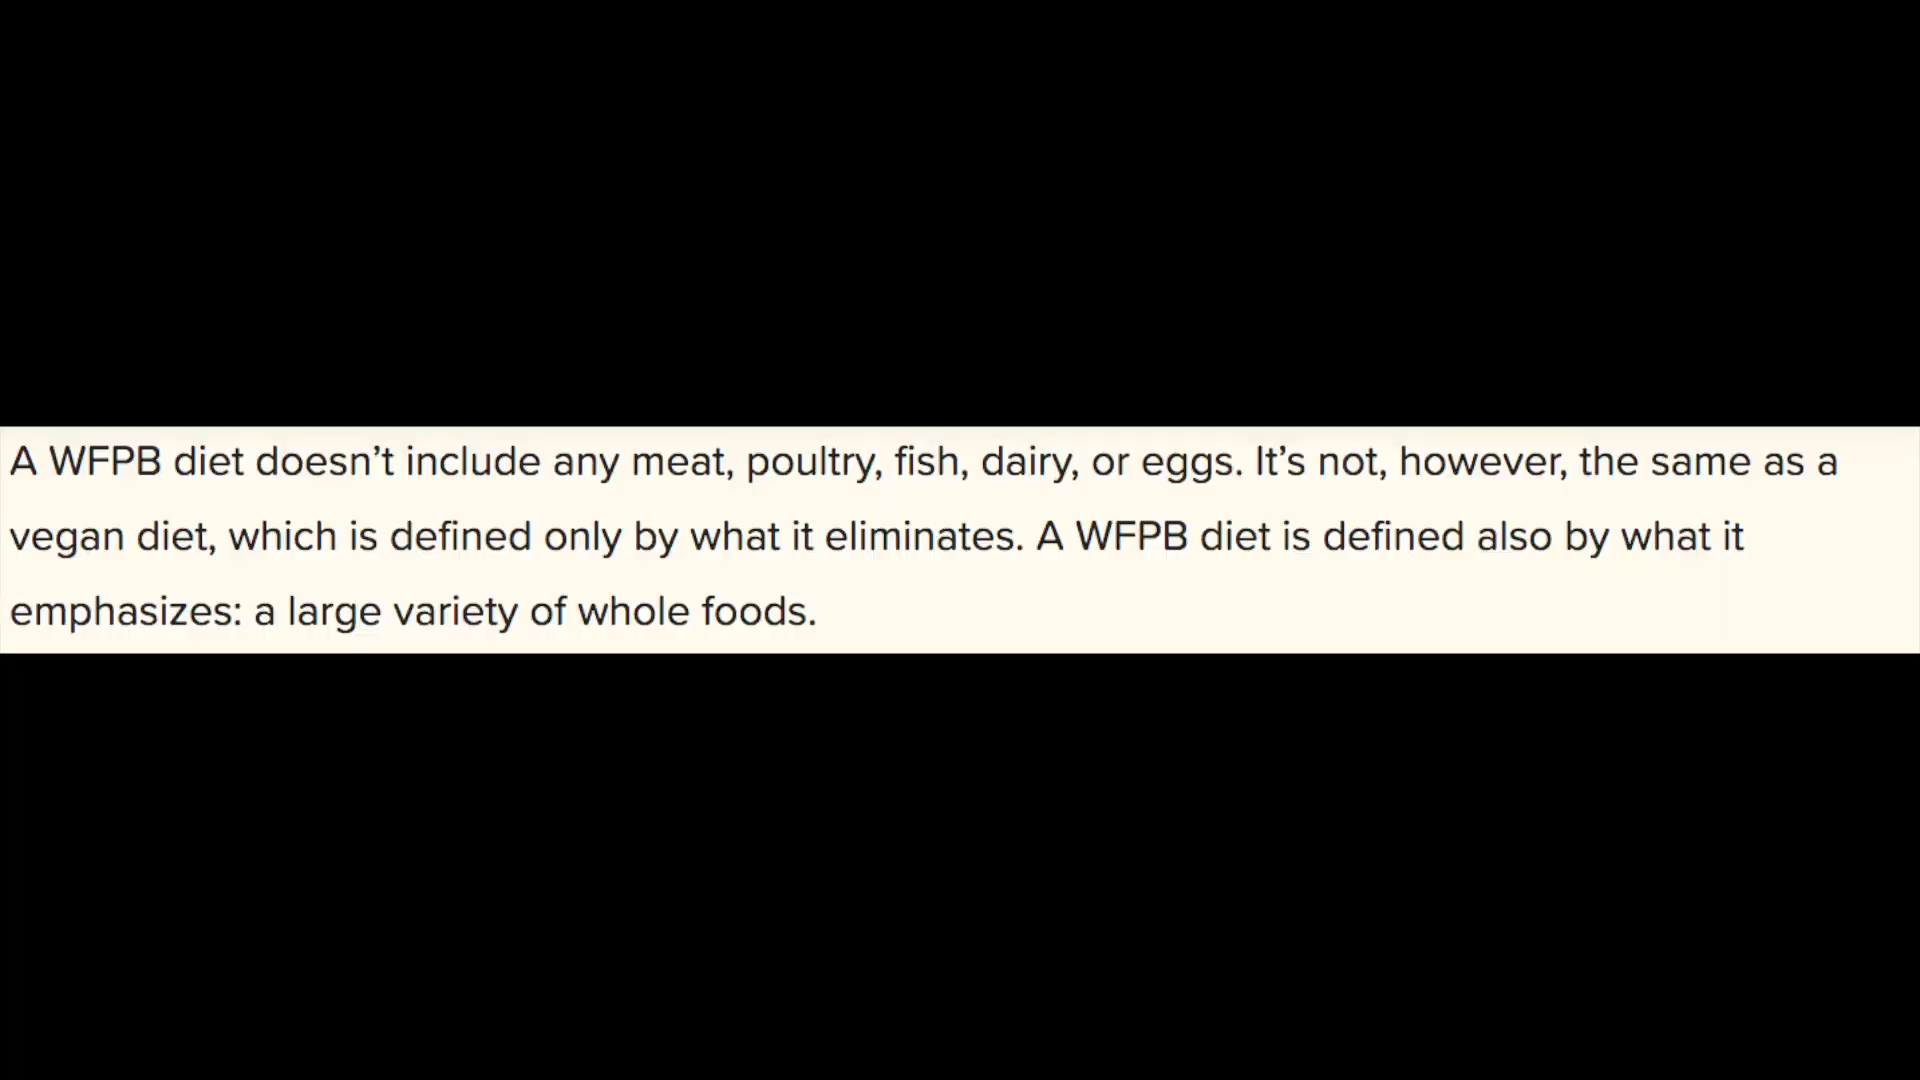 A WFPB diet doesn’t include any meat, poultry, fish, dairy, or eggs. It’s not, however, the same as a
vegan diet, which is defined only by what it eliminates. A WFPB diet is defined also by what it
emphasizes: a large variety of whole foods.